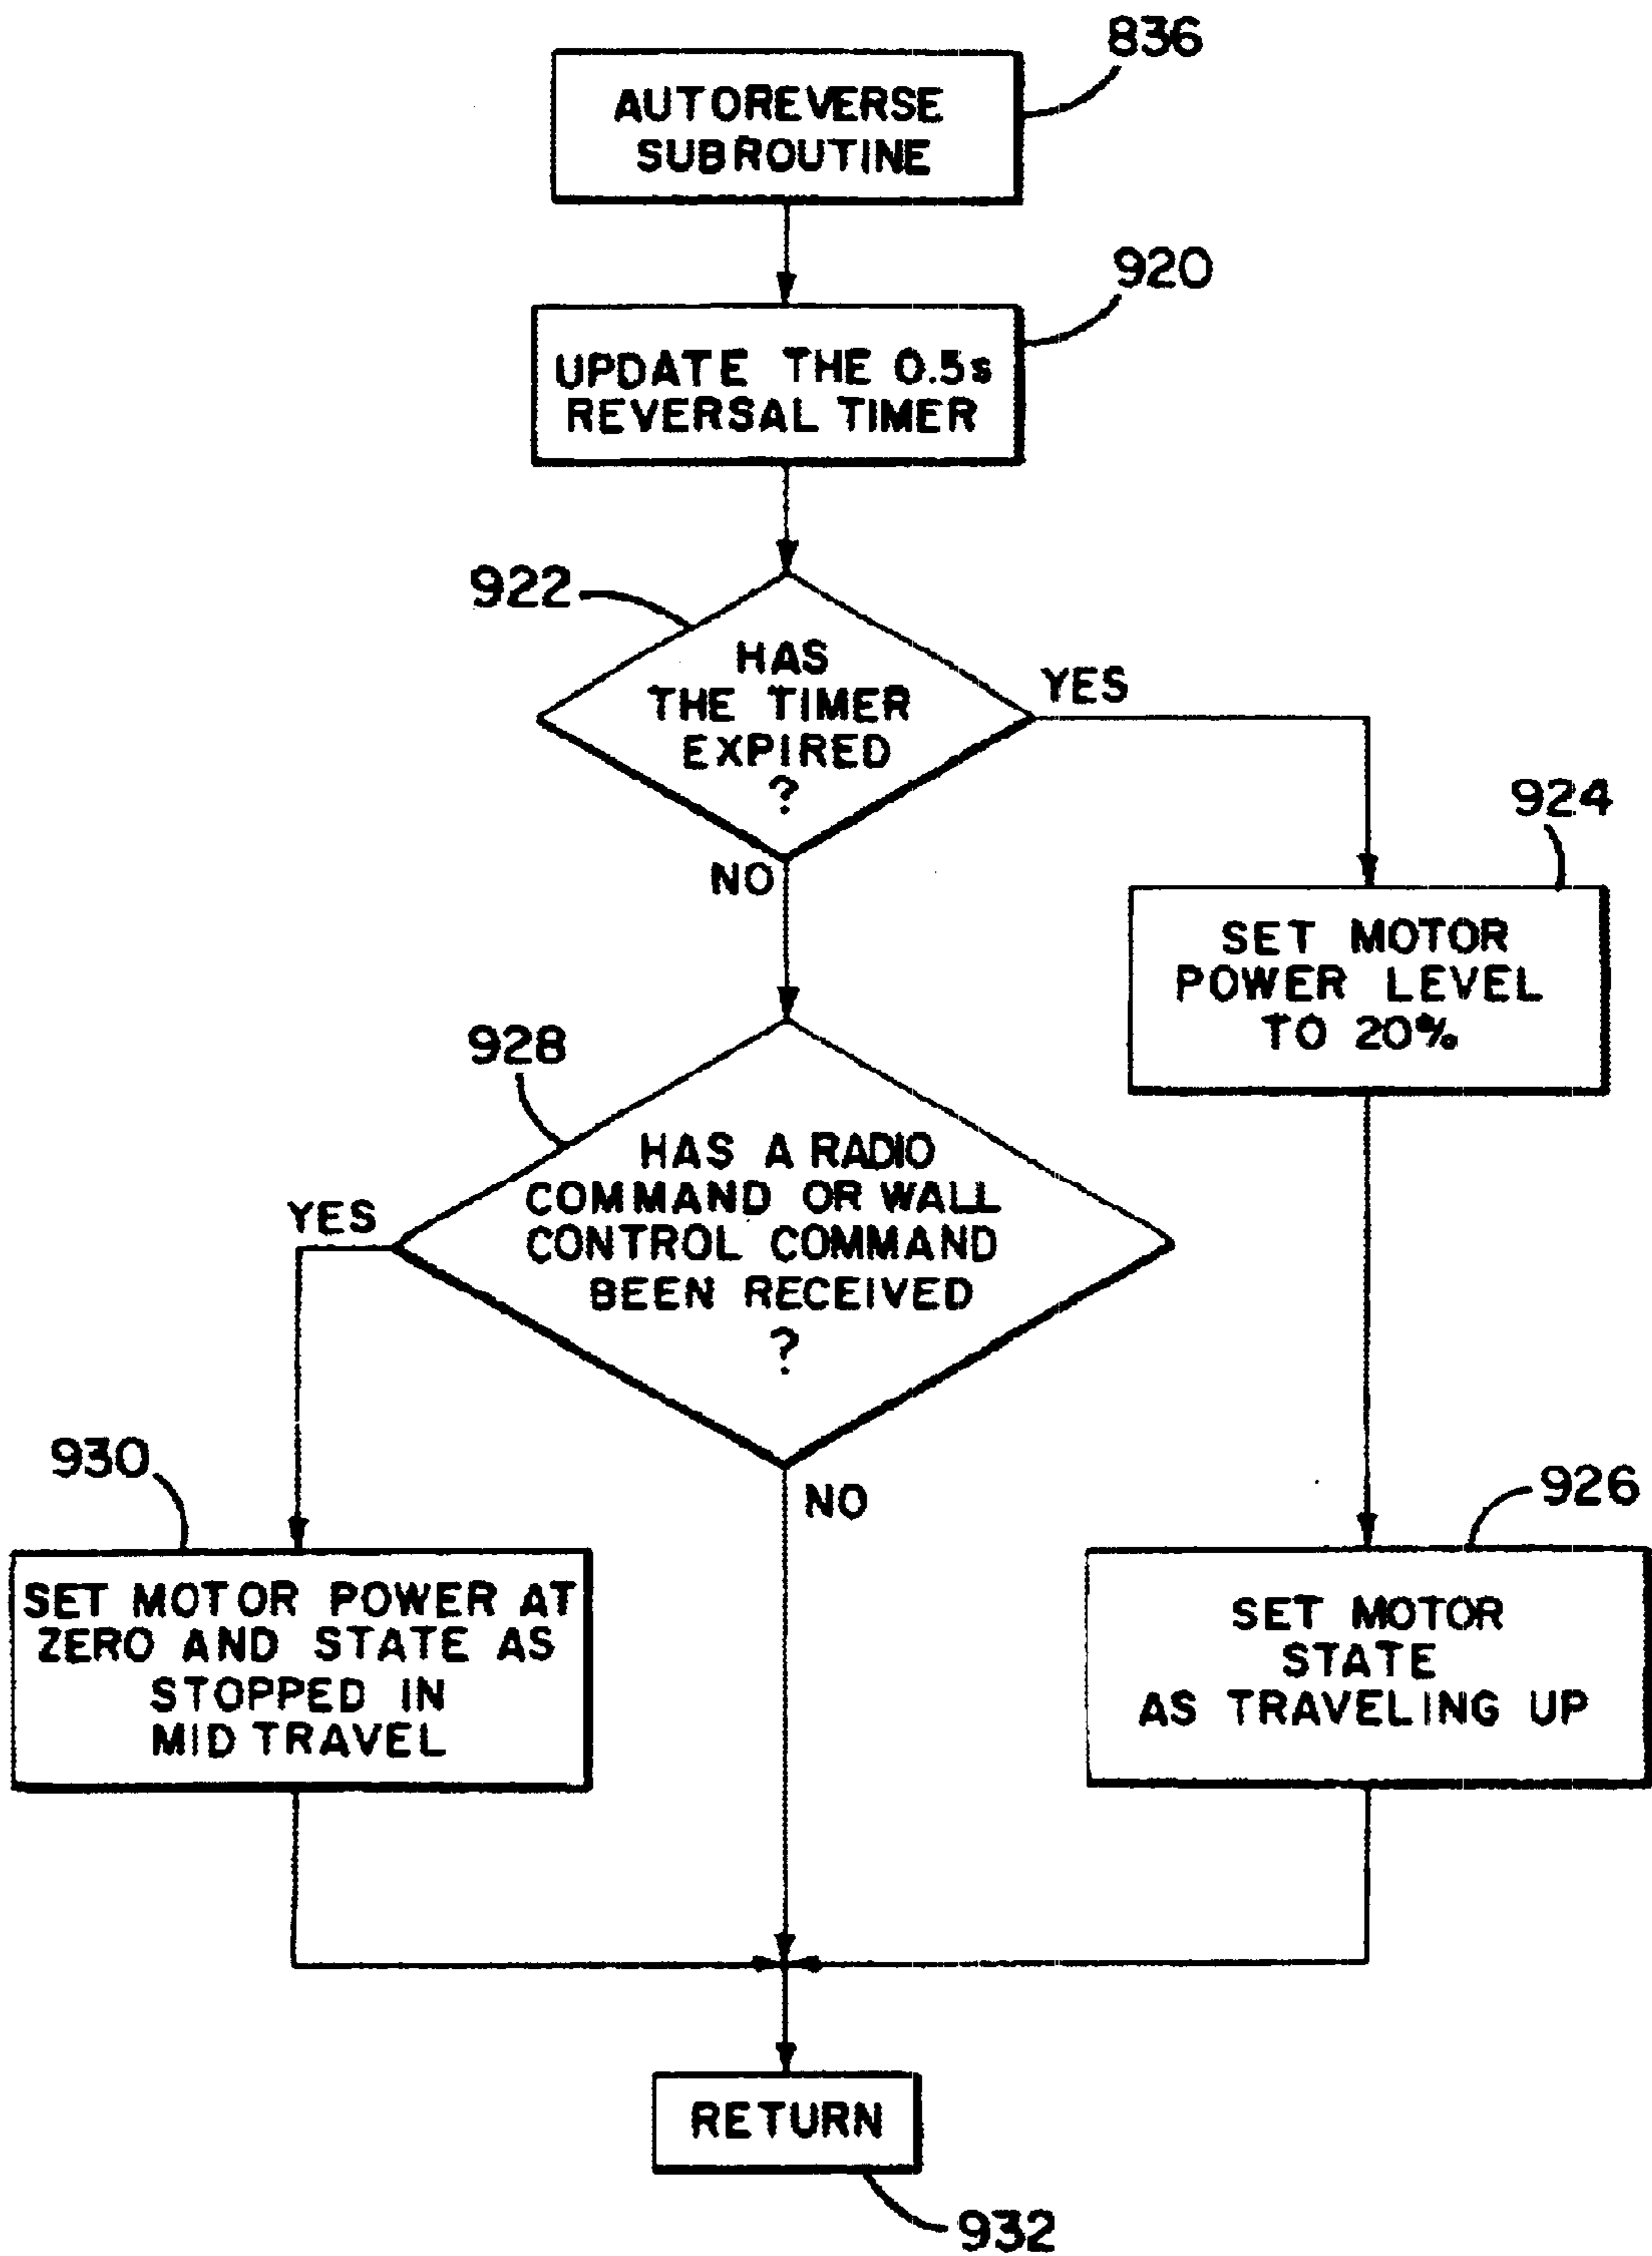 836
AUTOREVERSE
SUBROUTINE
920
UPDATE THE 0.5s
REVERSAL TIMER
922
HAS
THE TIMER
EXPIRED
?
YES
NO
924
SET MOTOR
POWER LEVEL
TO 20%
928
HAS A RADIO
COMMAND OR WALL
CONTROL COMMAND
BEEN RECEIVED
?
YES
NO
930
SET MOTOR POWER AT
ZERO AND STATE AS
STOPPED IN
MID TRAVEL
926
SET MOTOR
STATE
AS TRAVELING UP
RETURN
932